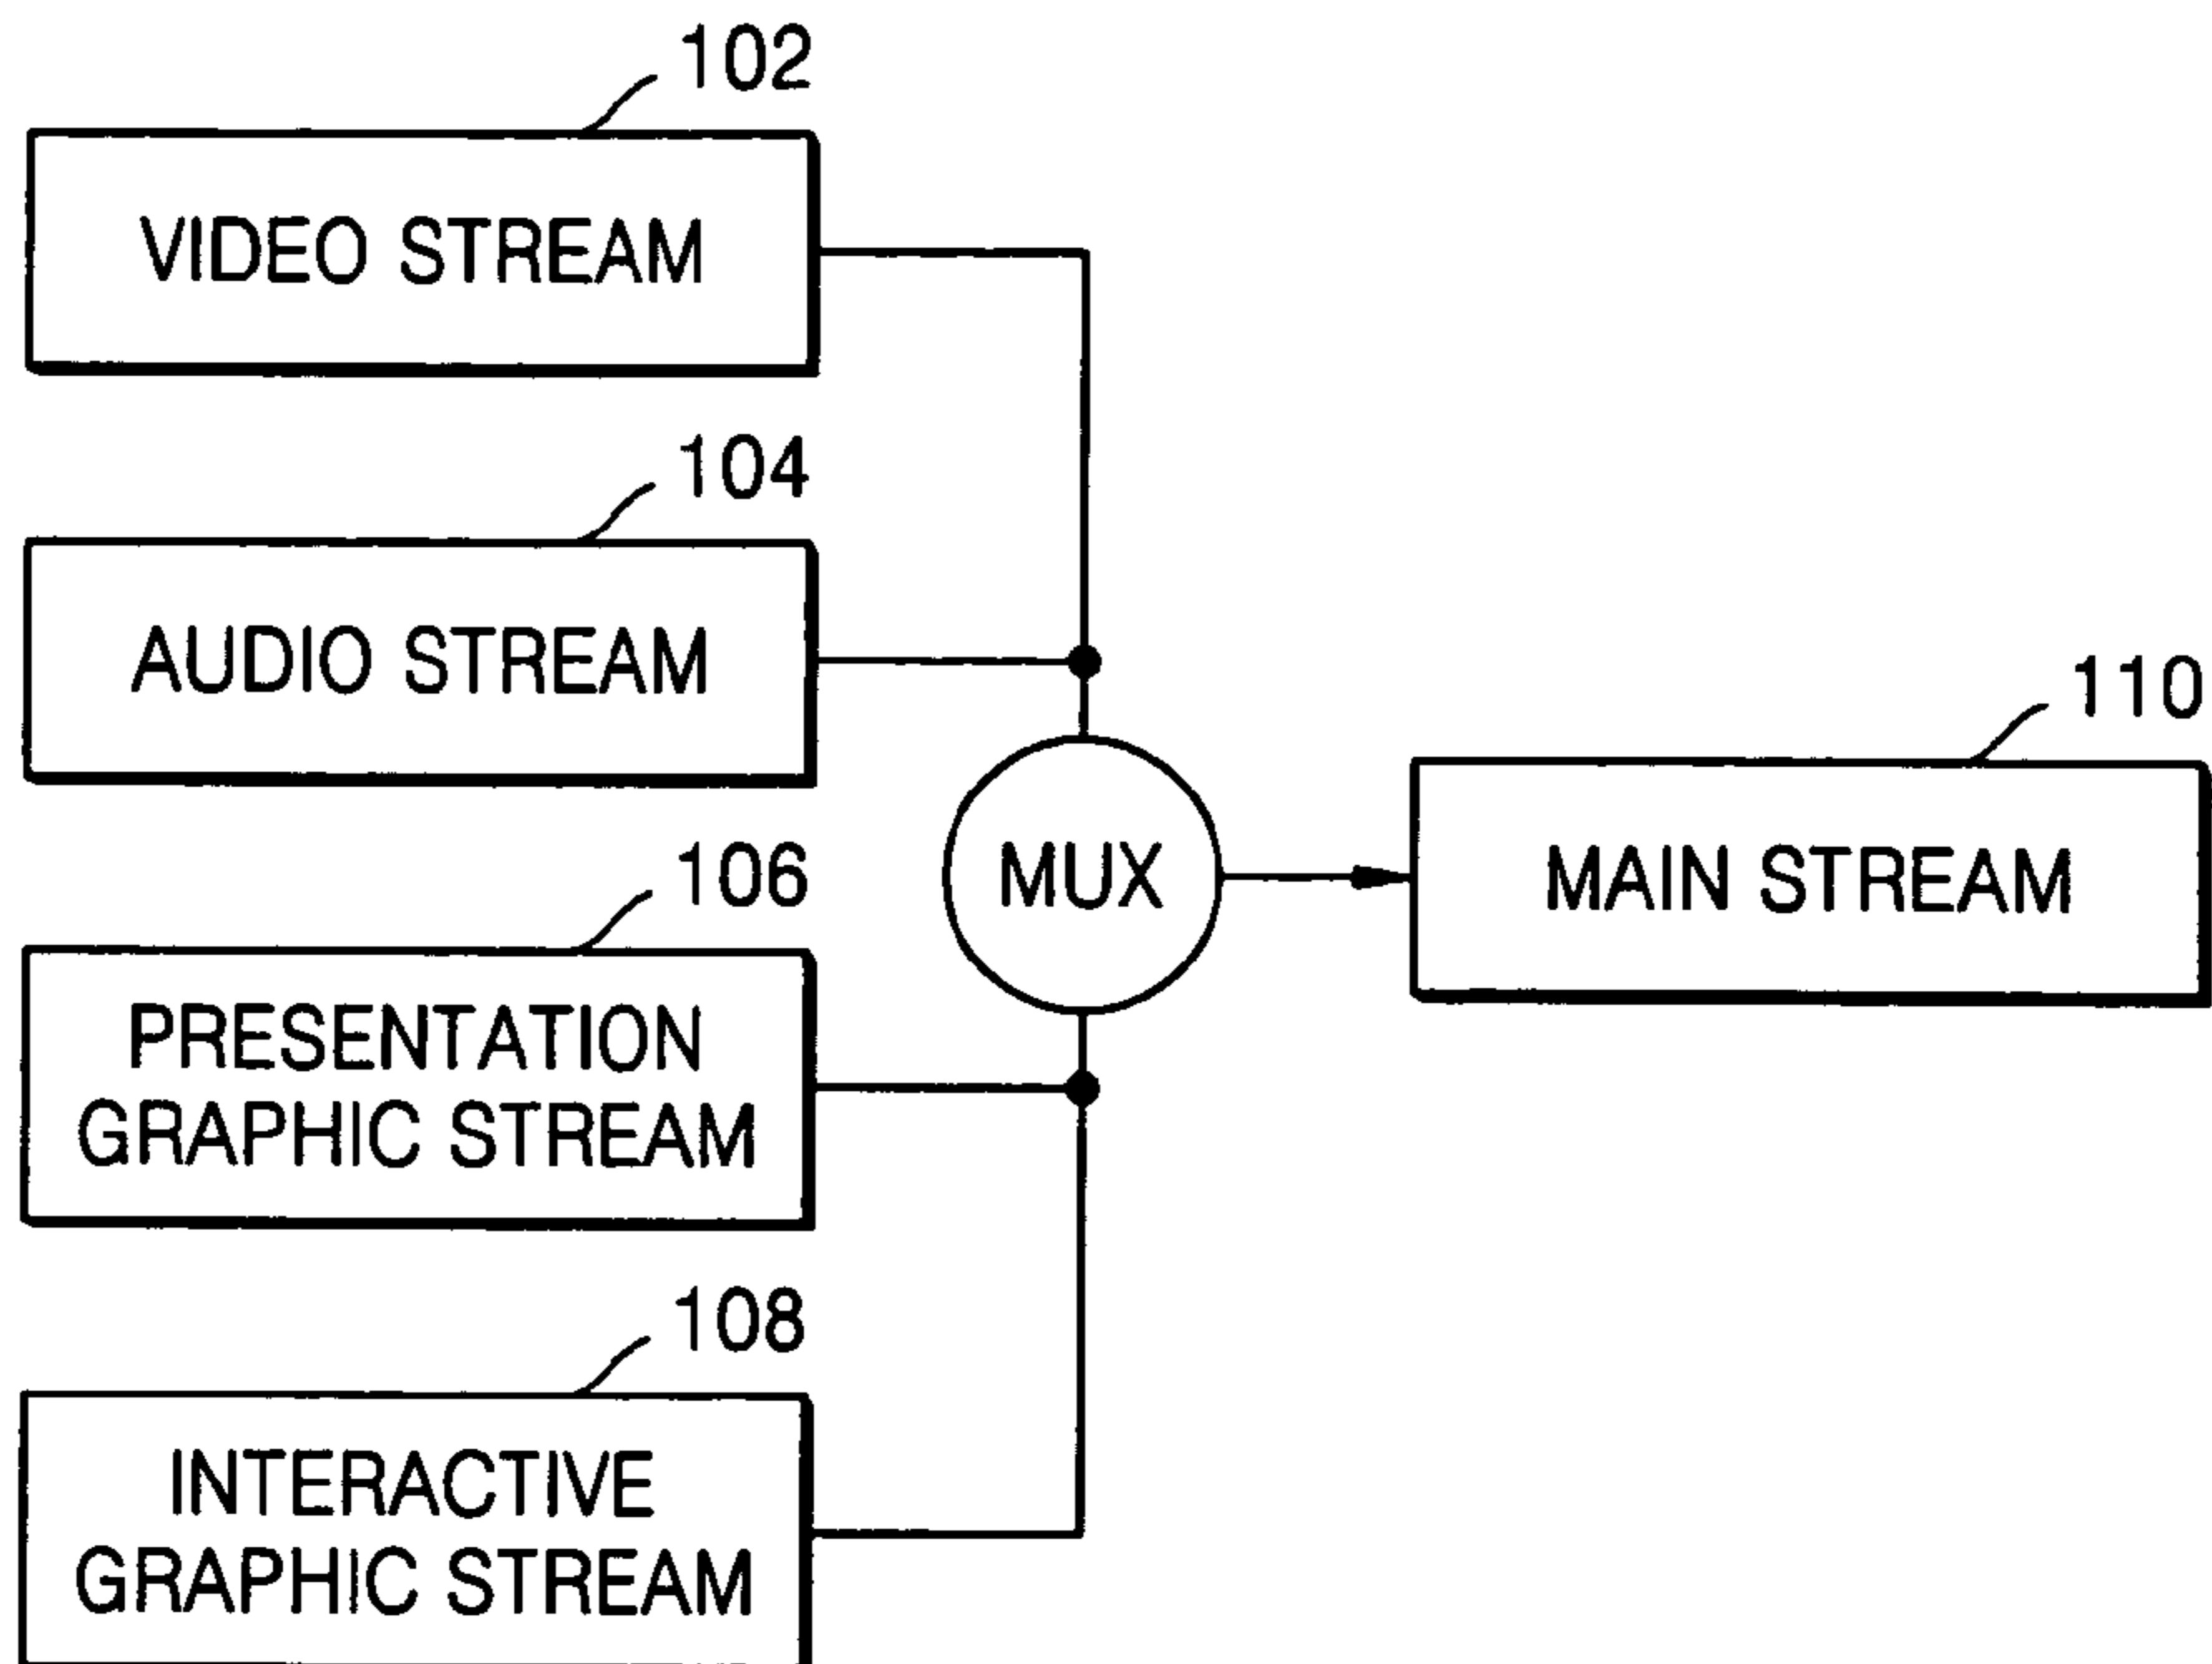 102
VIDEO STREAM
104
AUDIO STREAM
106
PRESENTATION
GRAPHIC STREAM
108
INTERACTIVE
GRAPHIC STREAM
MUX
110
MAIN STREAM